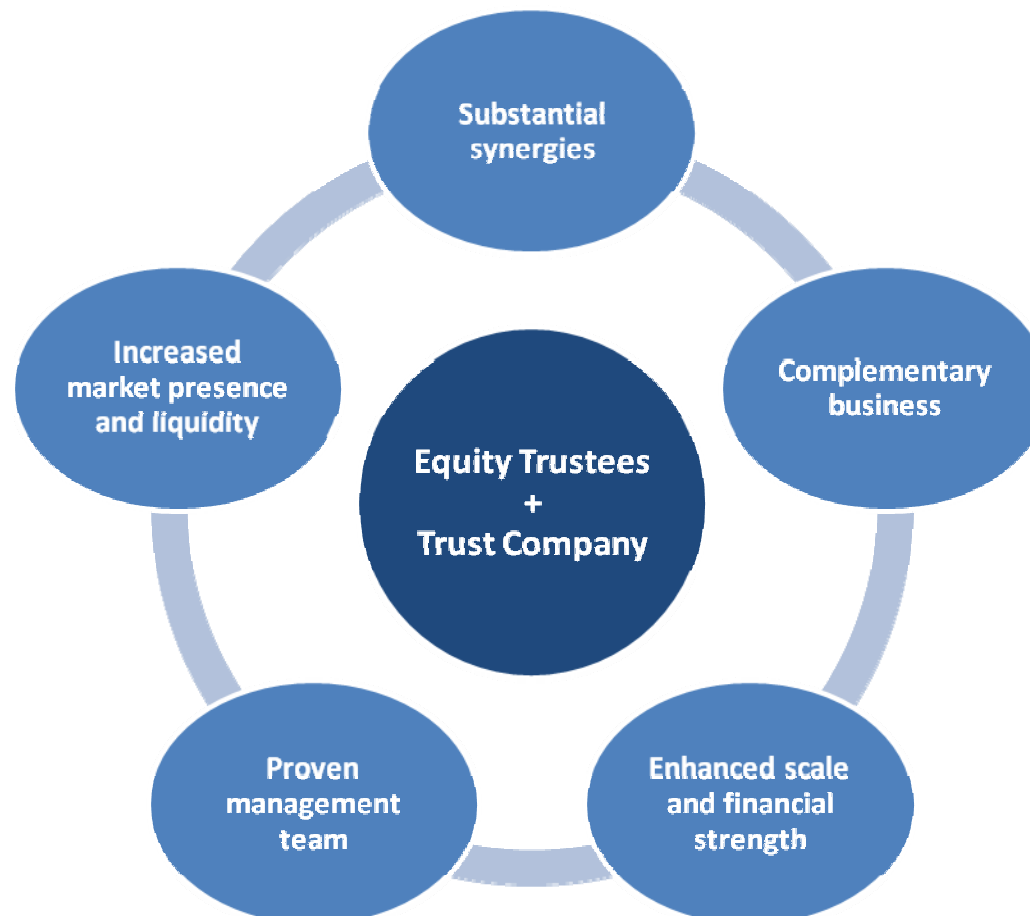 Substantial
synergies
Complementary
business
Enhanced scale
and financial
strength
Proven
management
team
Increased
market presence
and liquidity
Equity Trustees
+
Trust Company